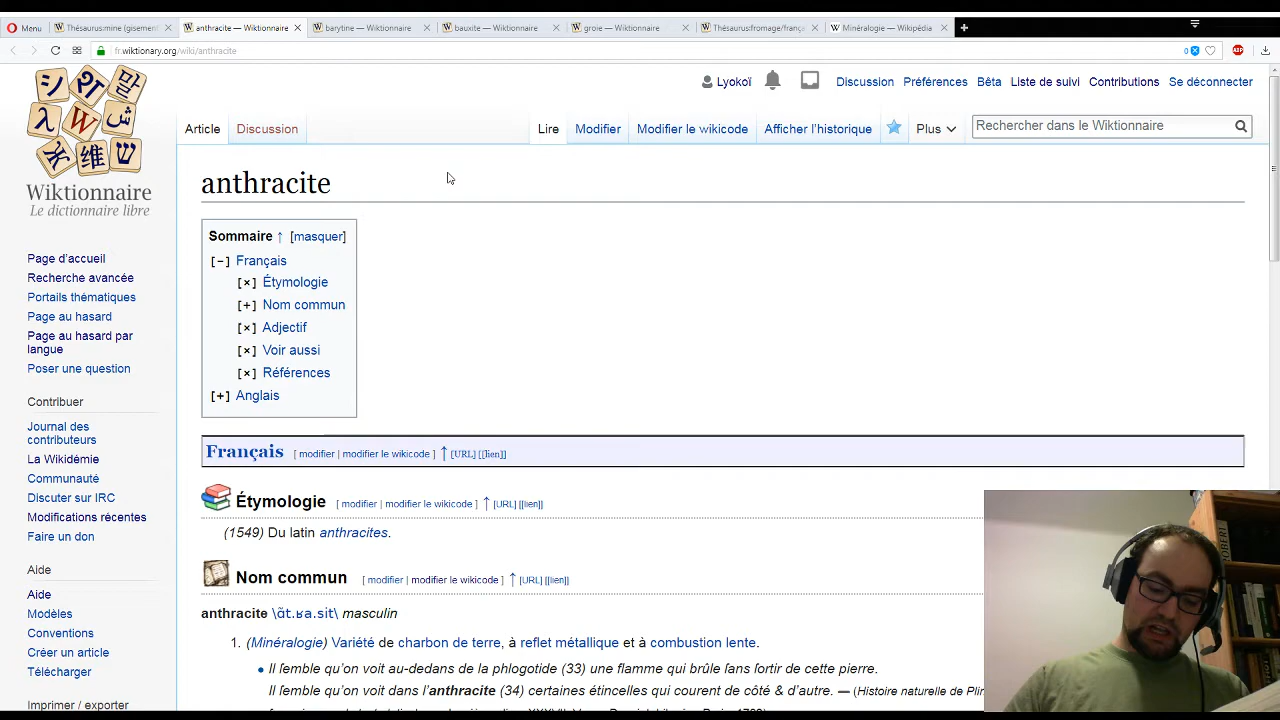 Menu
Thésaurus:mine (gisemen
anthracite — Wiktionnaire
barytine — Wiktionnaire
bauxite — Wiktionnaire
groie — Wiktionnaire
Thésaurus:fromage/françai
Minéralogie — Wikipédia
fr.wiktionary.org/wiki/anthracite
0
ABP
Lyokoï
Discussion
Préférences
Bêta
Liste de suivi
Contributions
Se déconnecter
Article
Discussion
Lire
Modifier
Modifier le wikicode
Afficher l'historique
Plus
Rechercher dans le Wiktionnaire
Wiktionnaire
Le dictionnaire libre
Page d'accueil
Recherche avancée
Portails thématiques
Page au hasard
Page au hasard par
langue
Poser une question
Contribuer
Journal des
contributeurs
La Wikidémie
Communauté
Discuter sur IRC
Modifications récentes
Faire un don
Aide
Aide
Modèles
Conventions
Créer un article
Télécharger
Imprimer / exporter
anthracite
Sommaire ↑ [masquer]
[−] Français
[×] Étymologie
[+] Nom commun
[×] Adjectif
[×] Voir aussi
[×] Références
[+] Anglais
Français [ modifier | modifier le wikicode ] ↑ [URL] [[lien]]
Étymologie [ modifier | modifier le wikicode ] ↑ [URL] [[lien]]
(1549) Du latin anthracites.
Nom commun [ modifier | modifier le wikicode ] ↑ [URL] [[lien]]
anthracite \ɑ̃t.ʁa.sit\ masculin
1. (Minéralogie) Variété de charbon de terre, à reflet métallique et à combustion lente.
• Il ſemble qu'on voit au-dedans de la phlogotide (33) une flamme qui brûle ſans ſortir de cette pierre.
Il ſemble qu'on voit dans l'anthracite (34) certaines étincelles qui courent de côté & d'autre. — (Histoire naturelle de Plin